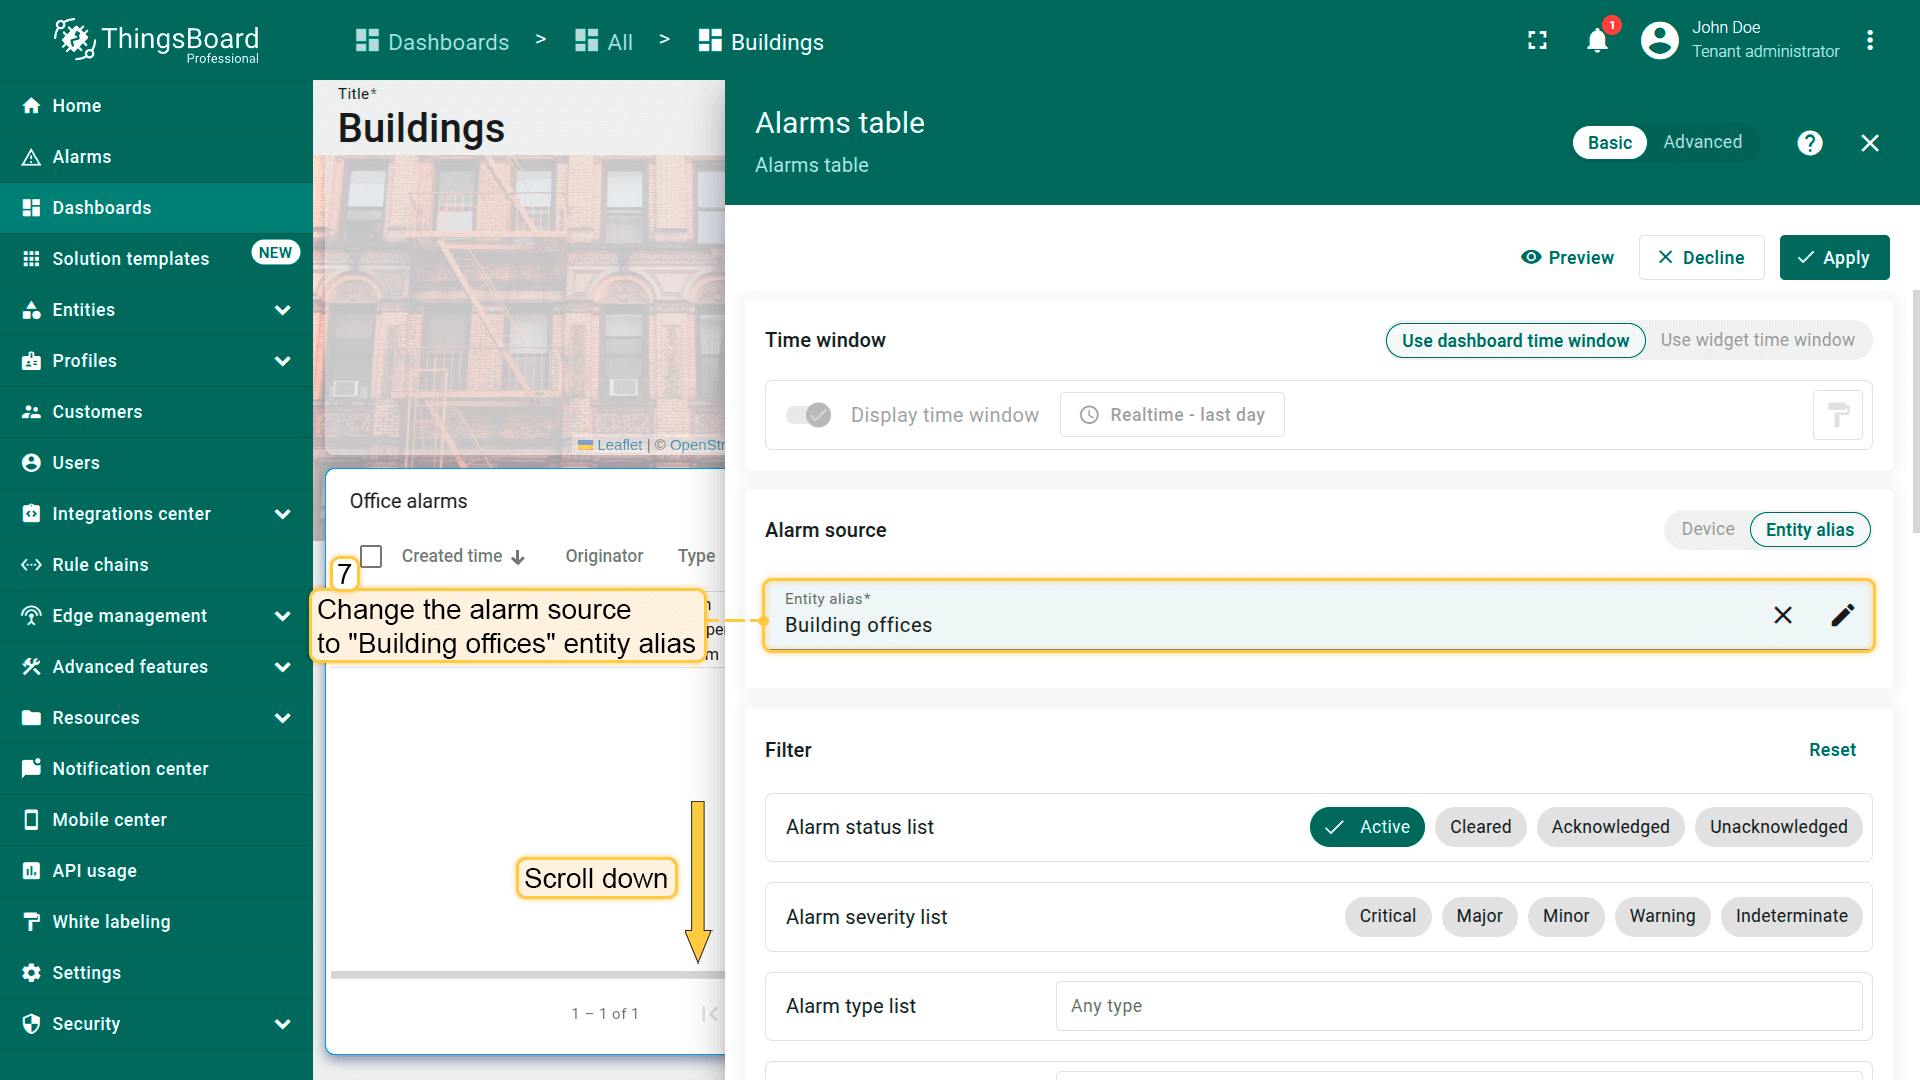 ThingsBoard
Professional
Dashboards > All > Buildings
1
John Doe
Tenant administrator
Home
Alarms
Dashboards
Solution templates NEW
Entities
Profiles
Customers
Users
Integrations center
Rule chains
Edge management
Advanced features
Resources
Notification center
Mobile center
API usage
White labeling
Settings
Security
Title*
Buildings
Leaflet | © OpenStr
Office alarms
Created time Originator Type
7
Change the alarm source
to "Building offices" entity alias
Scroll down
1 – 1 of 1
Alarms table
Alarms table
Basic Advanced
Preview Decline Apply
Time window
Use dashboard time window Use widget time window
Display time window Realtime - last day
Alarm source
Device Entity alias
Entity alias*
Building offices
Filter Reset
Alarm status list Active Cleared Acknowledged Unacknowledged
Alarm severity list Critical Major Minor Warning Indeterminate
Alarm type list Any type